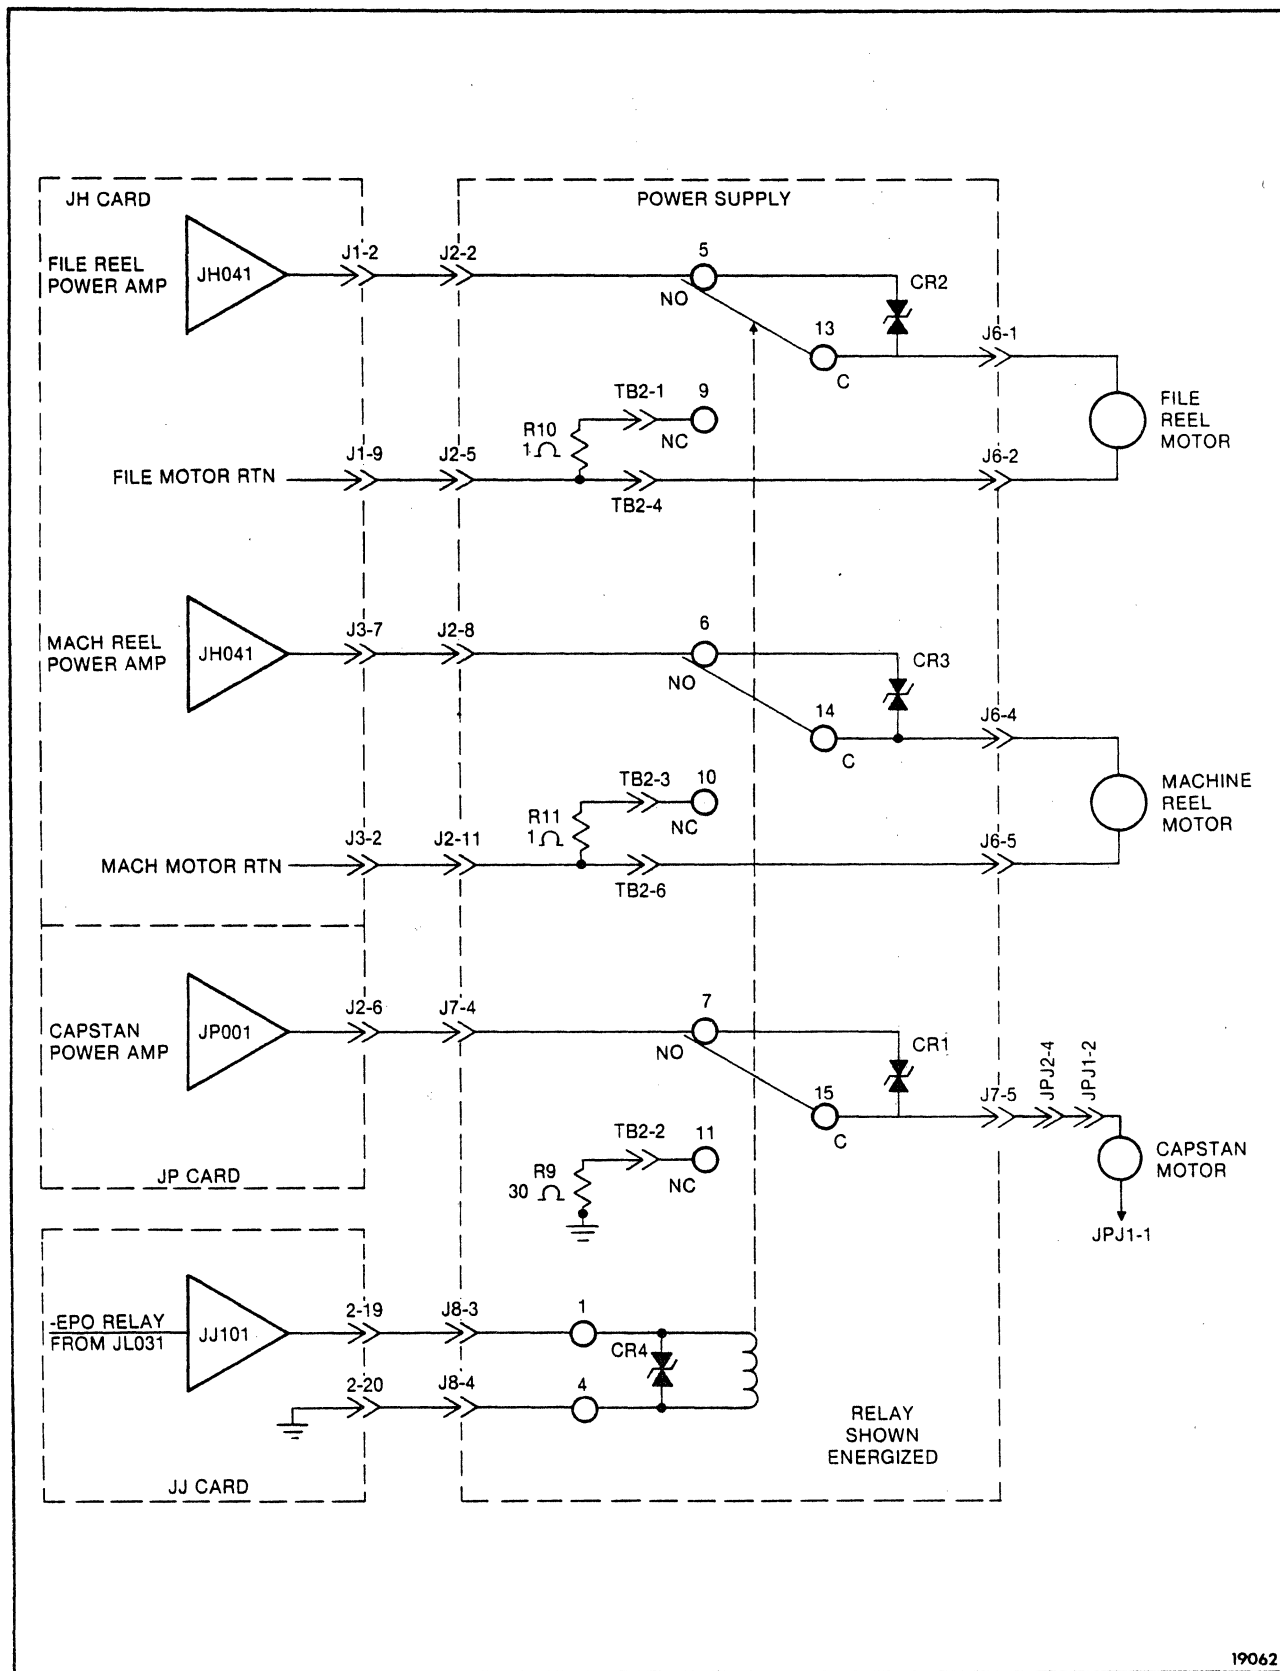 JH CARD
POWER SUPPLY
FILE REEL
POWER AMP
JH041
J1-2
J2-2
5
NO
CR2
13
C
J6-1
FILE
REEL
MOTOR
TB2-1
9
NC
R10
1Ω
FILE MOTOR RTN
J1-9
J2-5
TB2-4
J6-2
MACH REEL
POWER AMP
JH041
J3-7
J2-8
6
NO
CR3
14
C
J6-4
MACHINE
REEL
MOTOR
TB2-3
10
NC
R11
1Ω
MACH MOTOR RTN
J3-2
J2-11
TB2-6
J6-5
CAPSTAN
POWER AMP
JP001
J2-6
J7-4
7
NO
CR1
15
C
J7-5
JPJ2-4
JPJ1-2
CAPSTAN
MOTOR
JPJ1-1
TB2-2
11
NC
R9
30 Ω
JP CARD
-EPO RELAY
FROM JL031
JJ101
2-19
J8-3
1
CR4
2-20
J8-4
4
RELAY
SHOWN
ENERGIZED
JJ CARD
19062